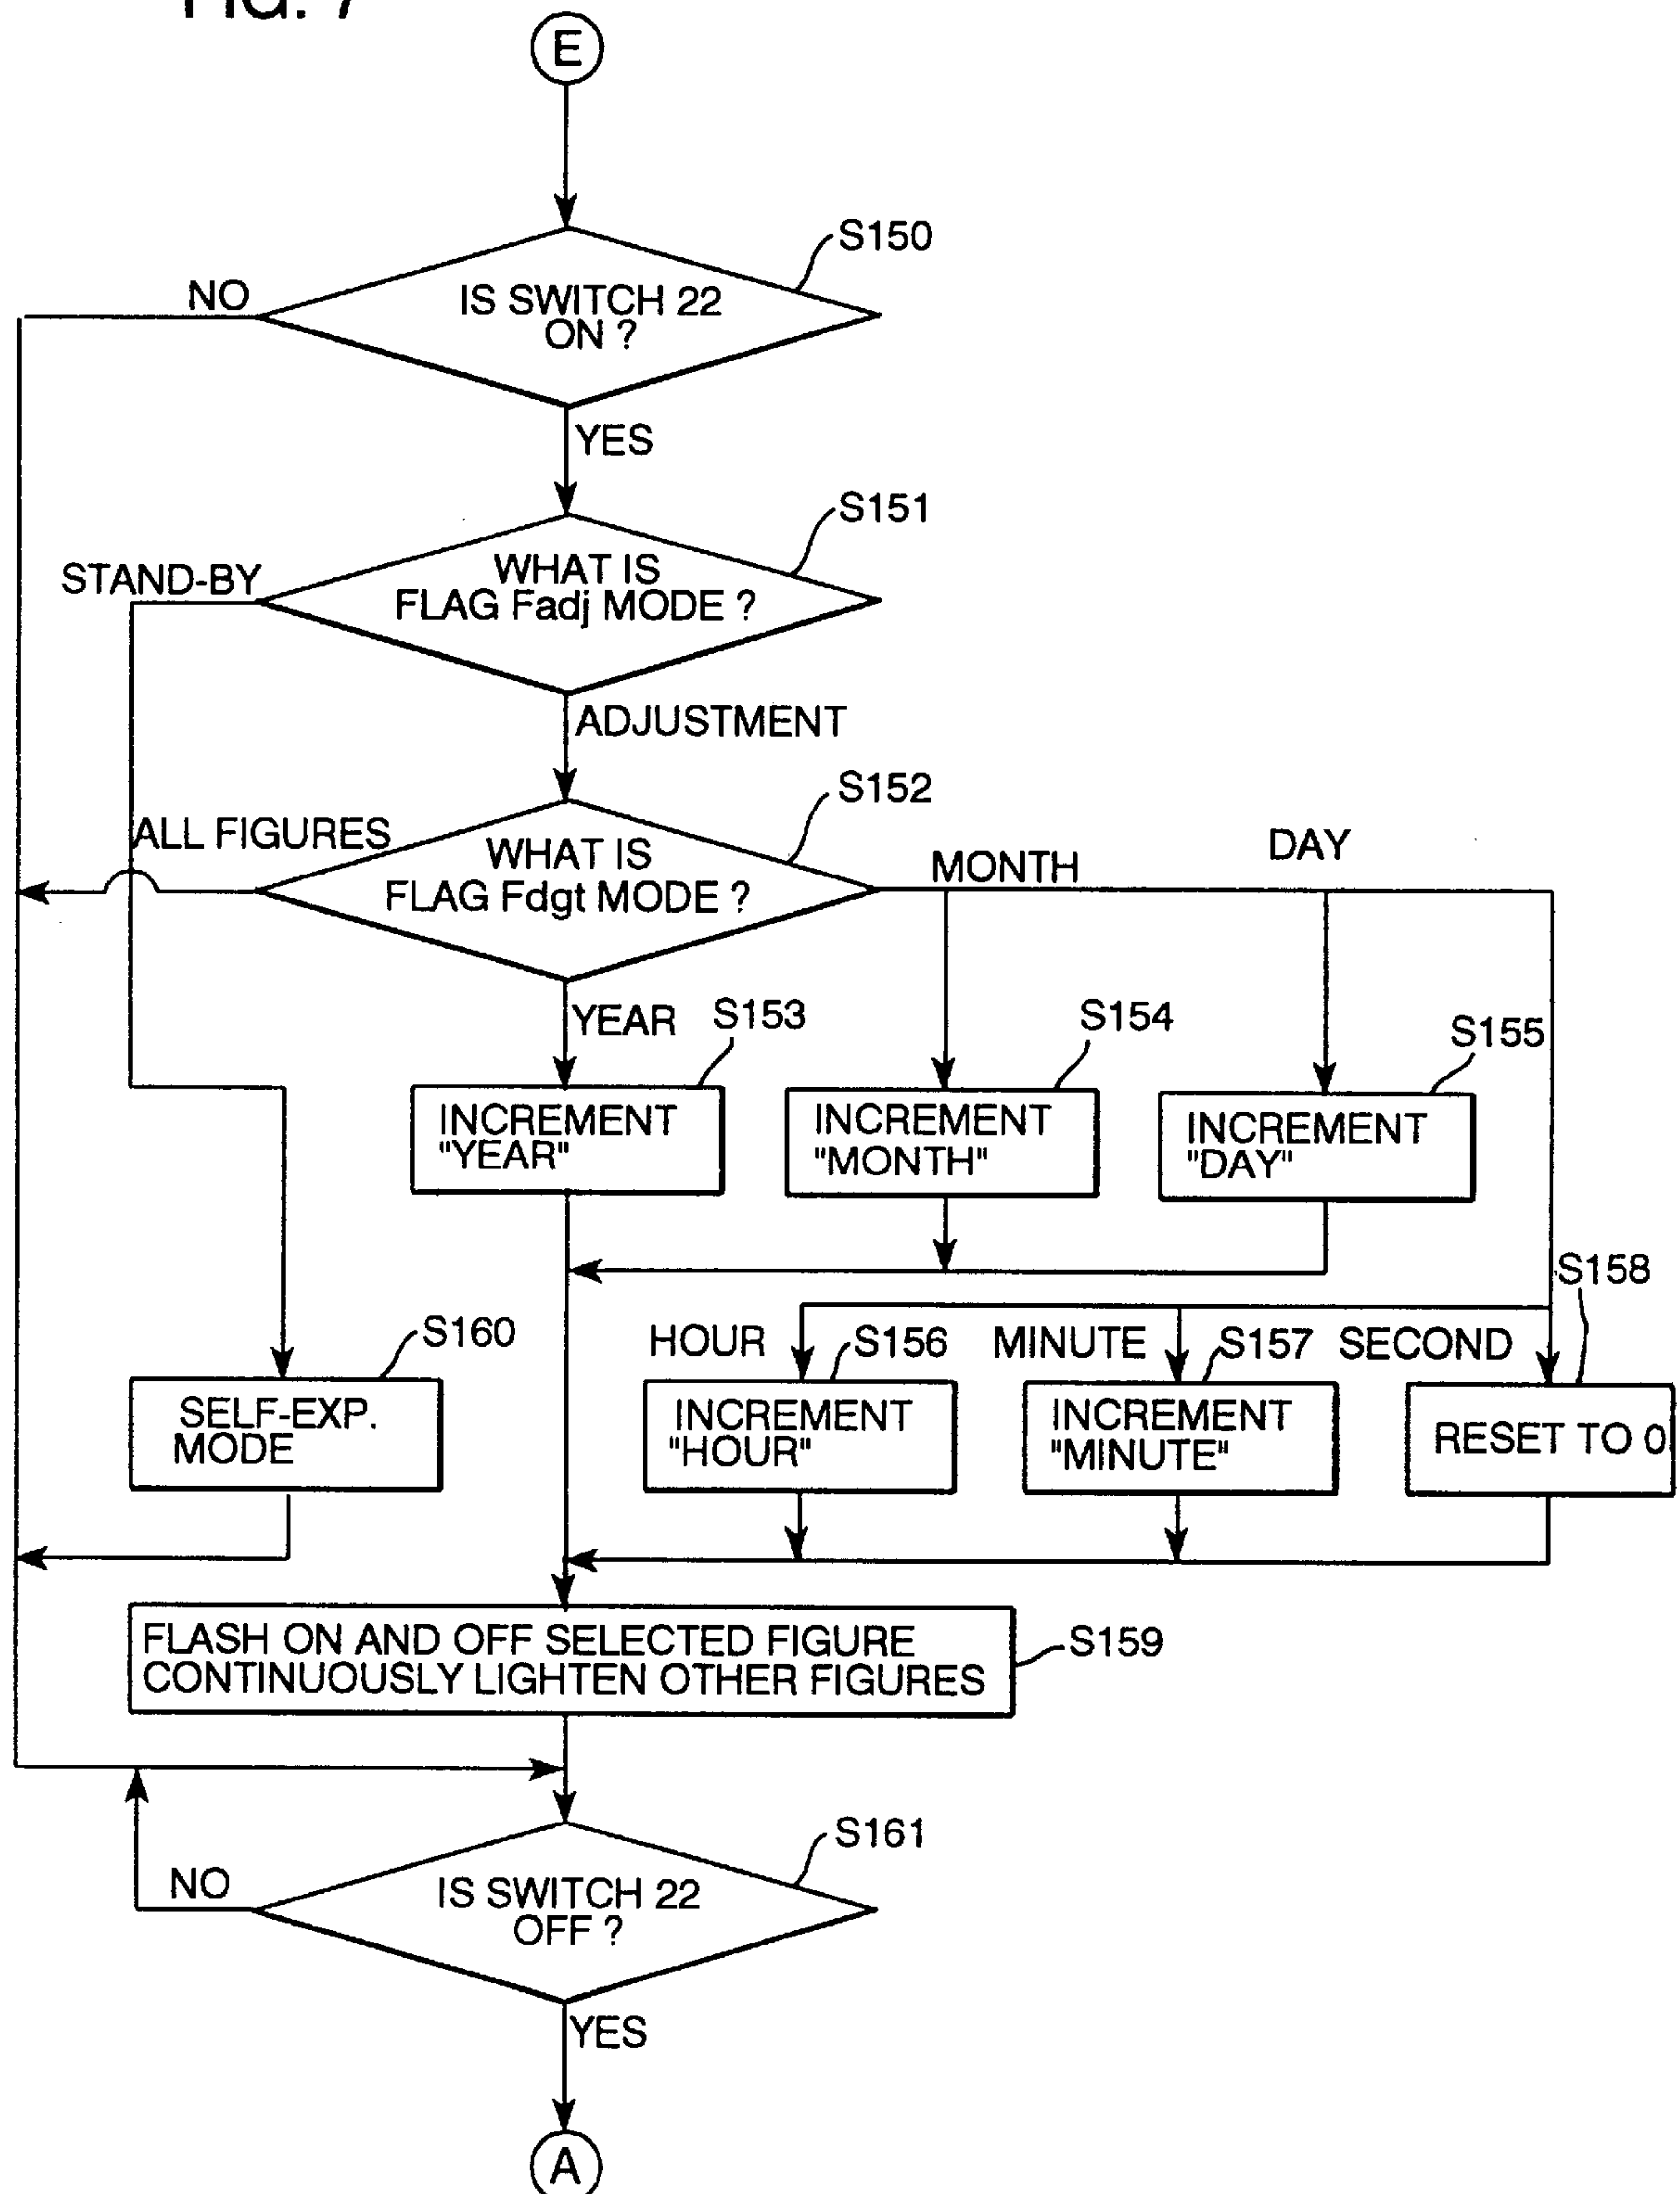 FIG. 7
E
S150
NO
IS SWITCH 22
ON ?
YES
S151
STAND-BY
WHAT IS
FLAG Fadj MODE ?
ADJUSTMENT
S152
ALL FIGURES
WHAT IS
FLAG Fdgt MODE ?
MONTH
DAY
YEAR
S153
S154
S155
INCREMENT
"YEAR"
INCREMENT
"MONTH"
INCREMENT
"DAY"
S158
S160
HOUR
S156
MINUTE
S157
SECOND
SELF-EXP.
MODE
INCREMENT
"HOUR"
INCREMENT
"MINUTE"
RESET TO 0
FLASH ON AND OFF SELECTED FIGURE
CONTINUOUSLY LIGHTEN OTHER FIGURES
S159
S161
NO
IS SWITCH 22
OFF ?
YES
A